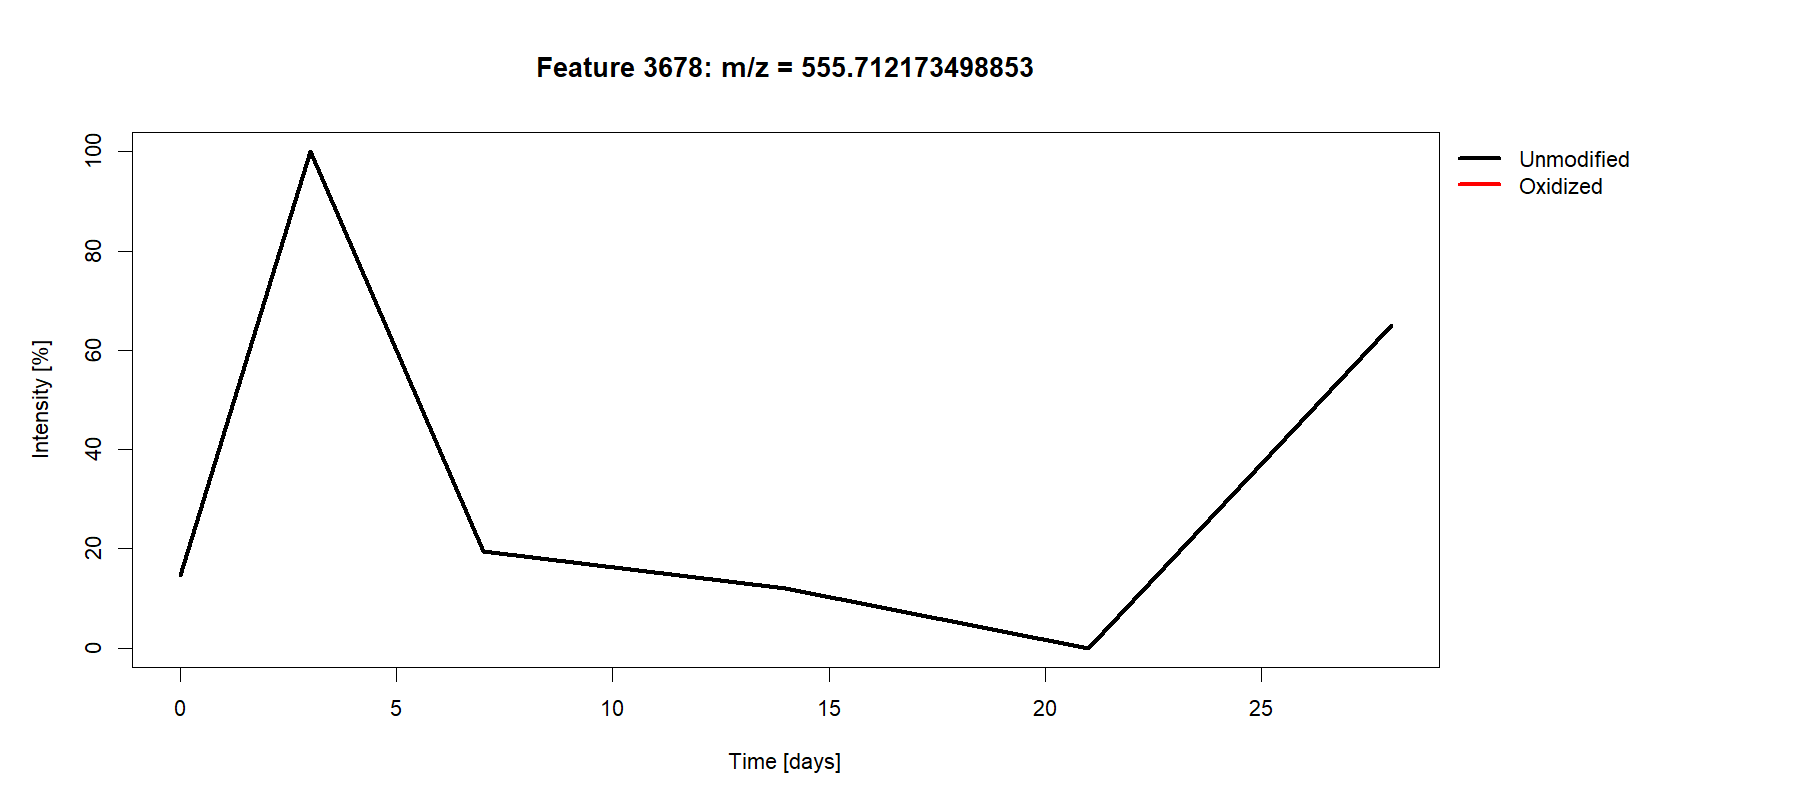 Feature 3678: m/z = 555.712173498853
Unmodified
Oxidized
Intensity [%]
100
80
60
40
20
0
0 5 10 15 20 25
Time [days]